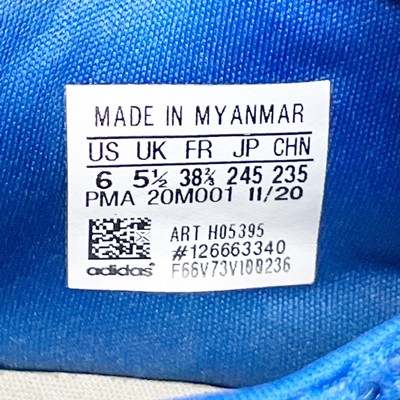 MADE IN MYANMAR
US UK FR JP CHN
6 5½ 38⅔ 245 235
PMA 20M001 11/20
ART H05395
#126663340
adidas F66V73V100236